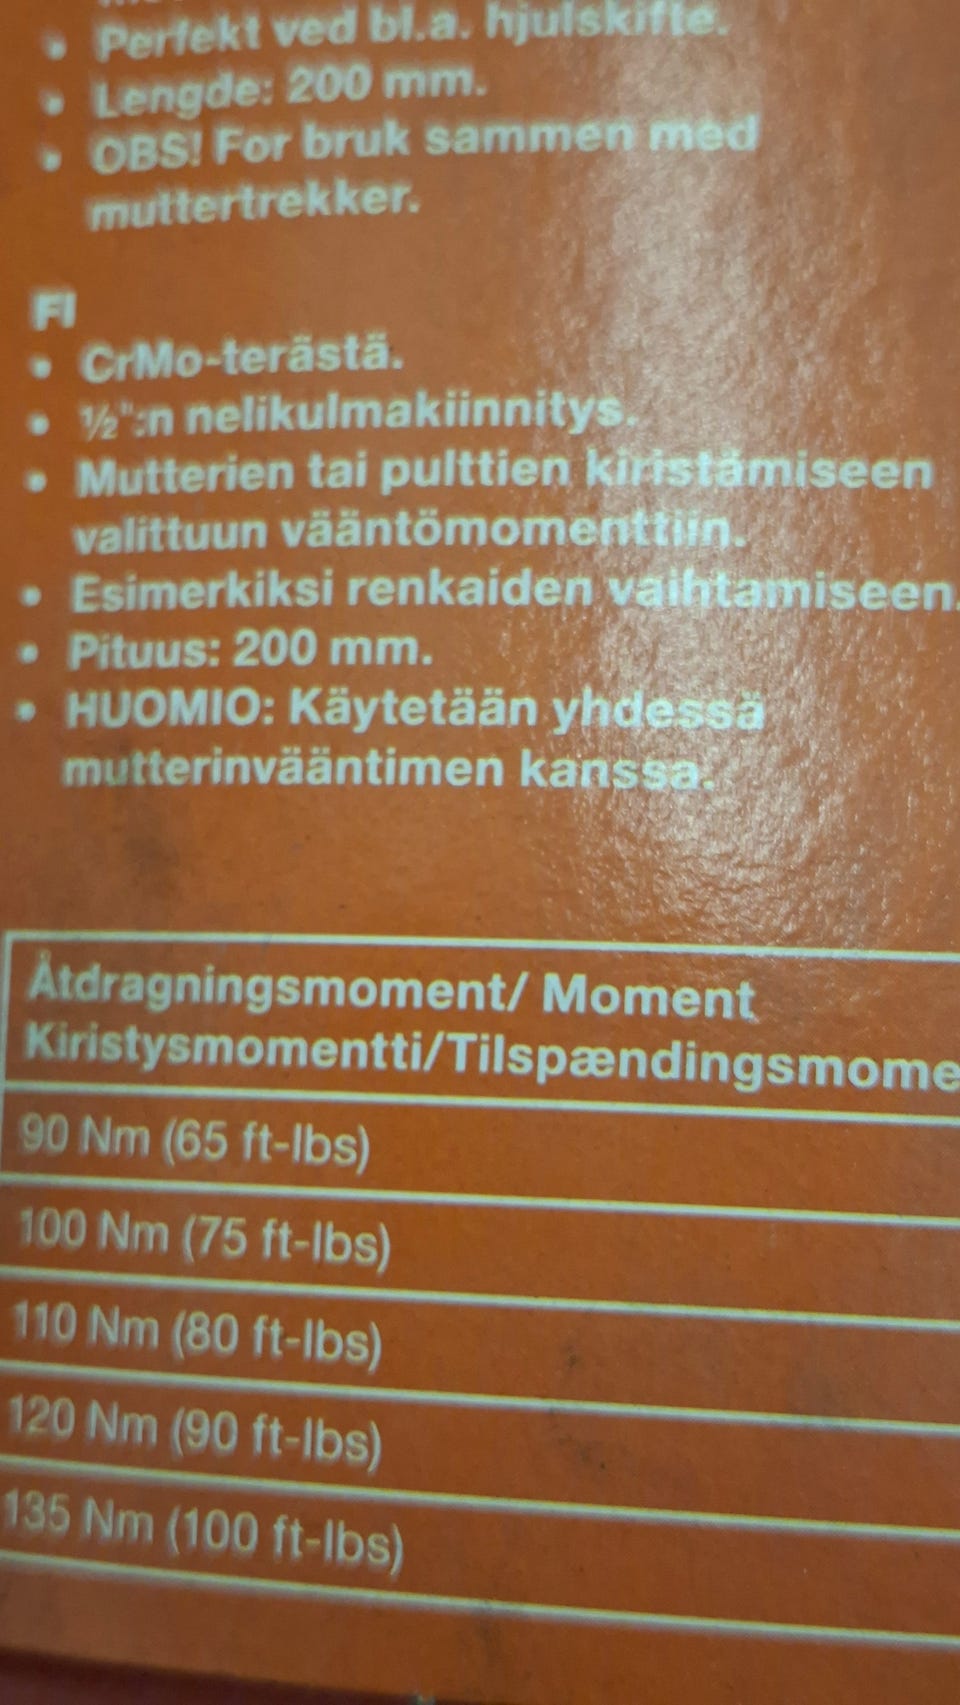 • Perfekt ved bl.a. hjulskifte.
• Lengde: 200 mm.
• OBS! For bruk sammen med
muttertrekker.
FI
• CrMo-terästä.
• ½":n nelikulmakiinnitys.
• Mutterien tai pulttien kiristämiseen
valittuun vääntömomenttiin.
• Esimerkiksi renkaiden vaihtamiseen.
• Pituus: 200 mm.
• HUOMIO: Käytetään yhdessä
mutterinvääntimen kanssa.
Åtdragningsmoment/ Moment
Kiristysmomentti/Tilspændingsmome
90 Nm (65 ft-lbs)
100 Nm (75 ft-lbs)
110 Nm (80 ft-lbs)
120 Nm (90 ft-lbs)
135 Nm (100 ft-lbs)